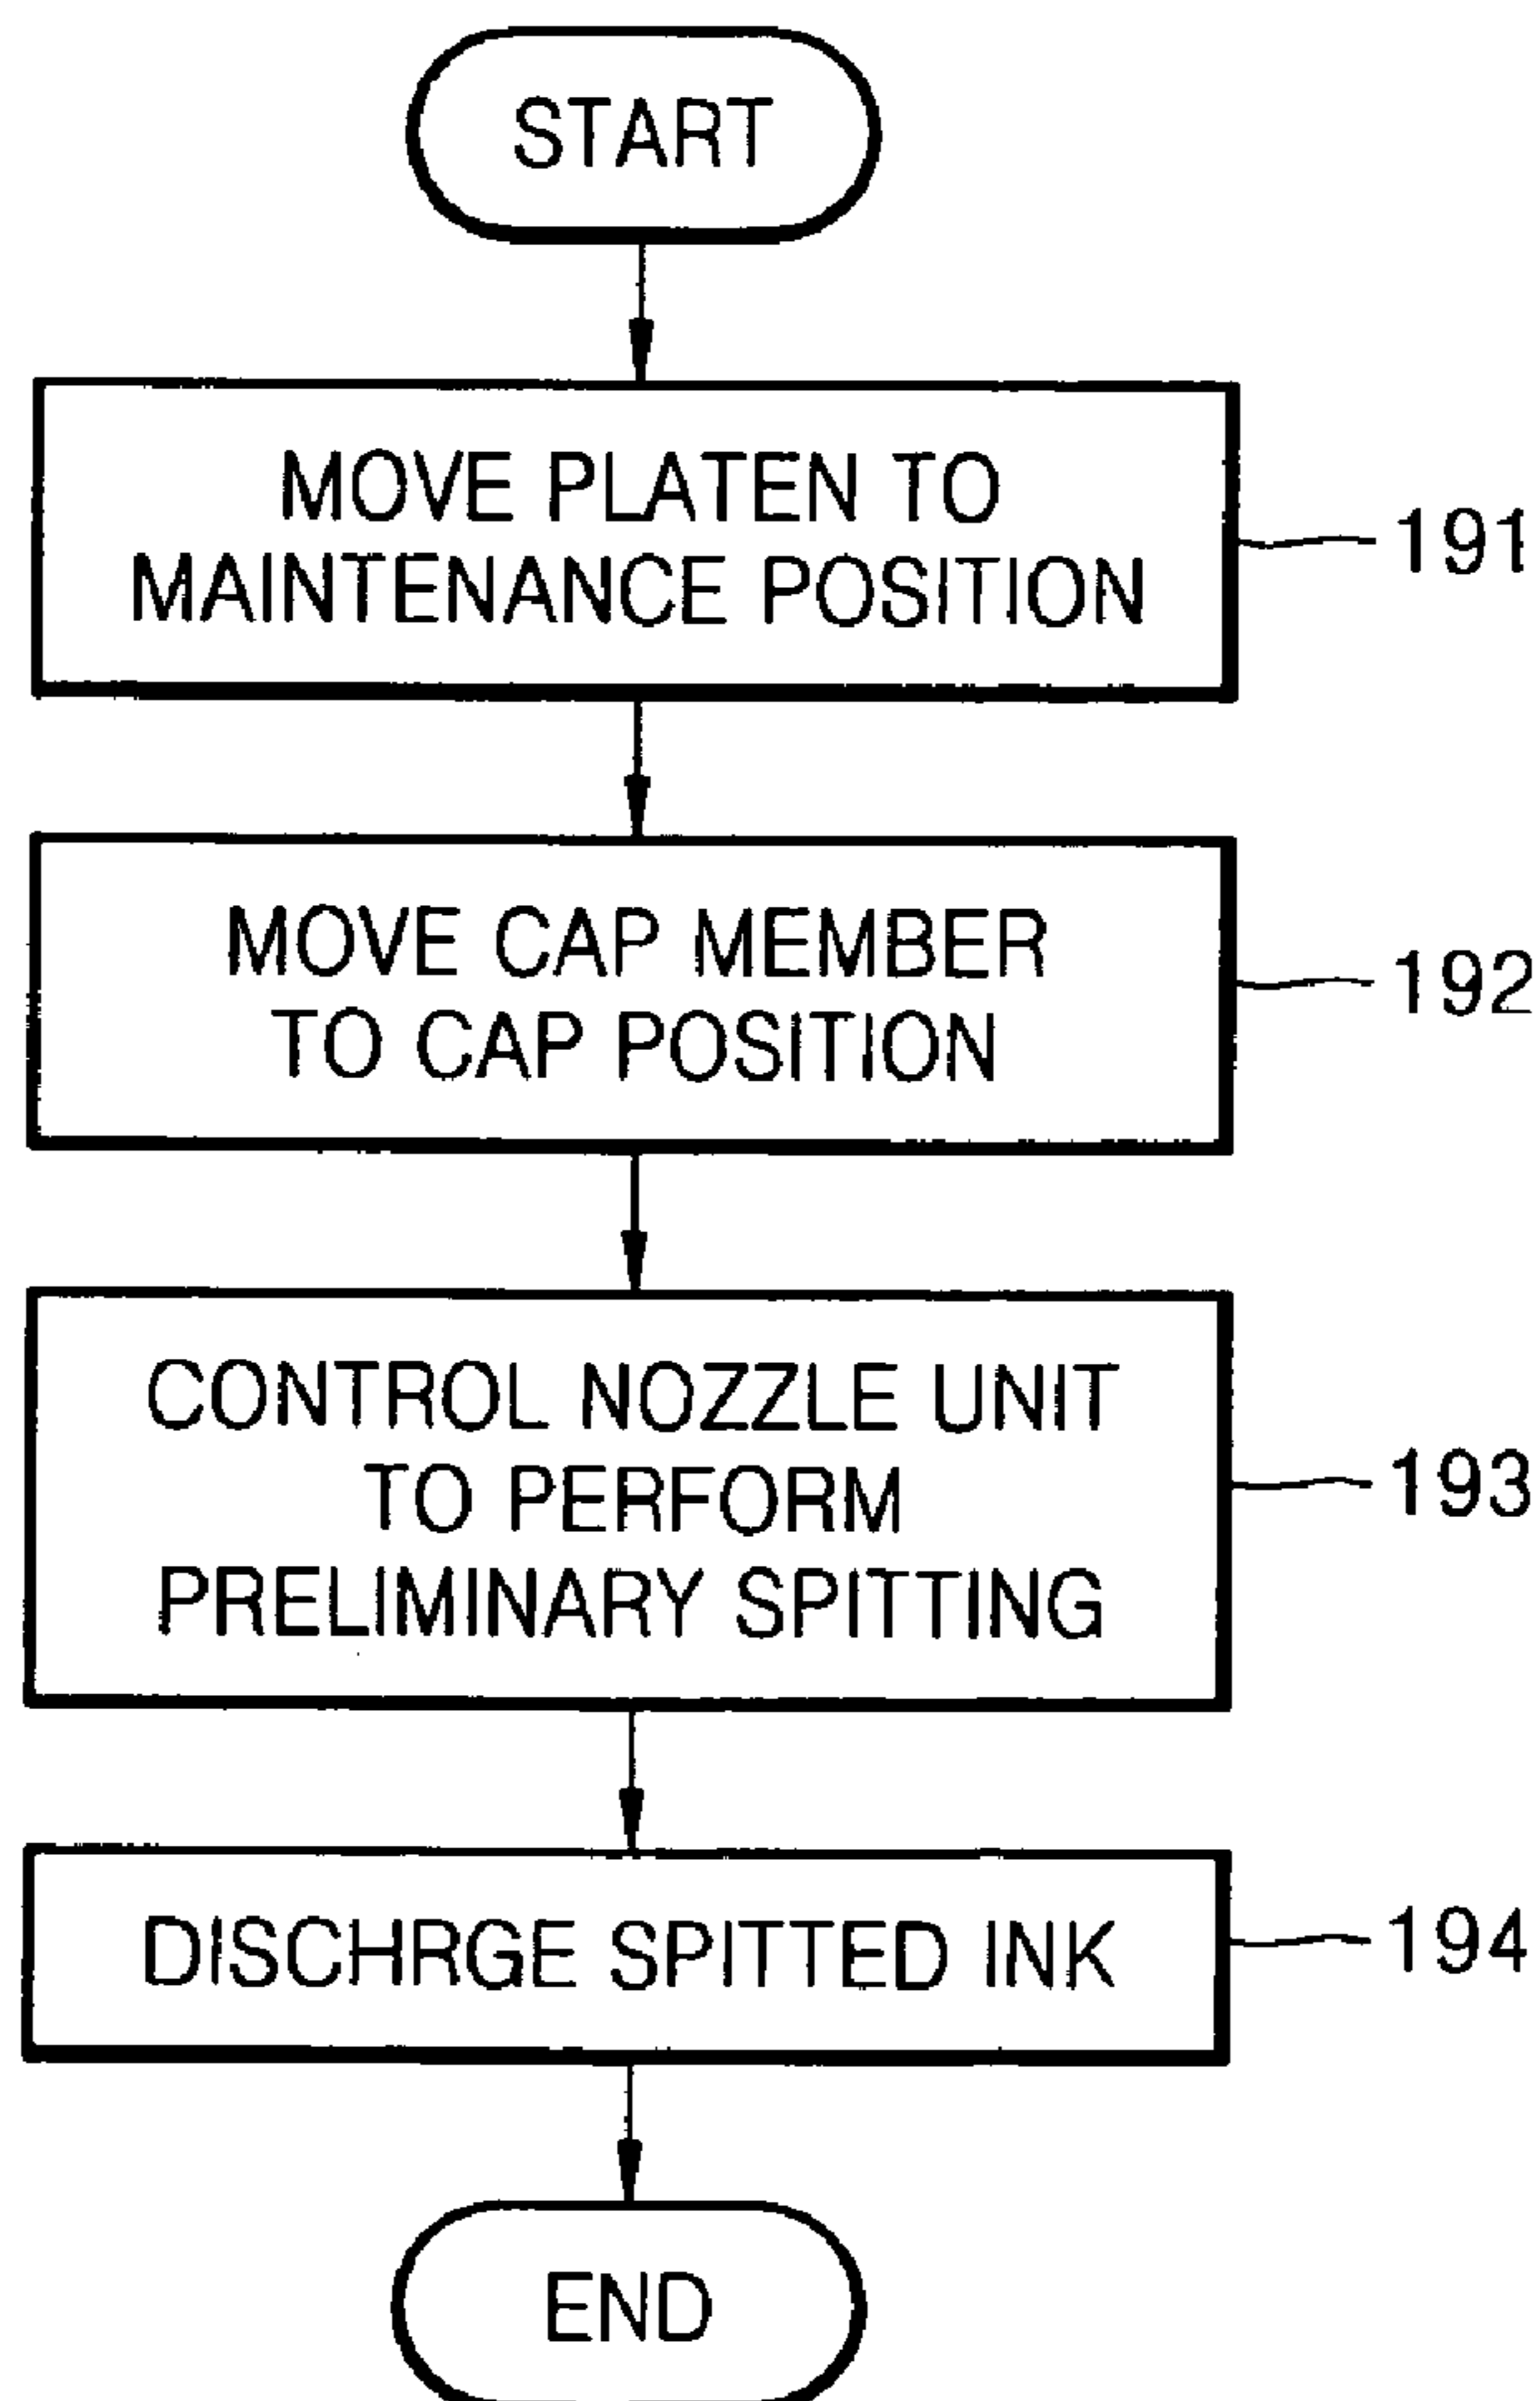 START
MOVE PLATEN TO
MAINTENANCE POSITION
191
MOVE CAP MEMBER
TO CAP POSITION
192
CONTROL NOZZLE UNIT
TO PERFORM
PRELIMINARY SPITTING
193
DISCHRGE SPITTED INK
194
END